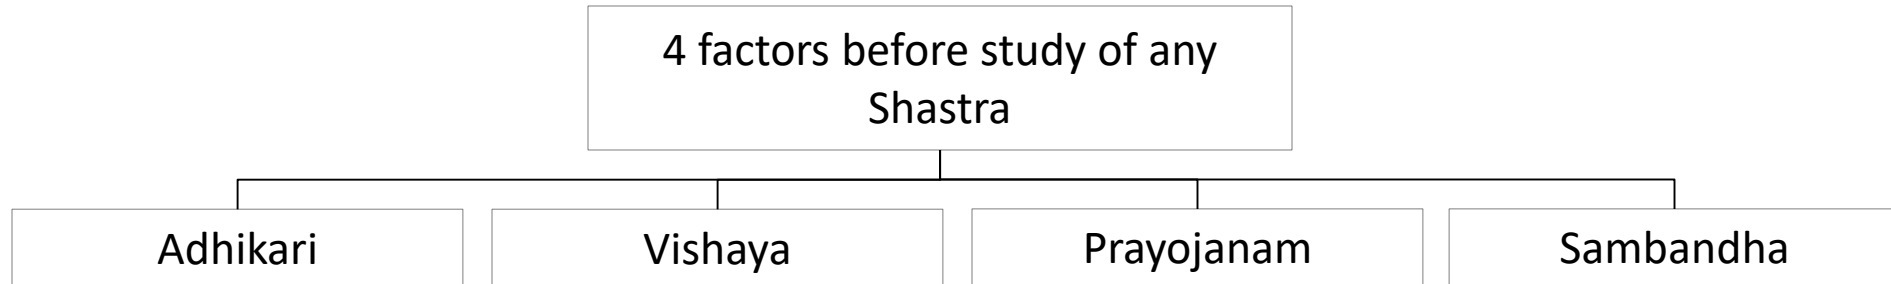 4 factors before study of any
Shastra
Adhikari
Vishaya
Prayojanam
Sambandha